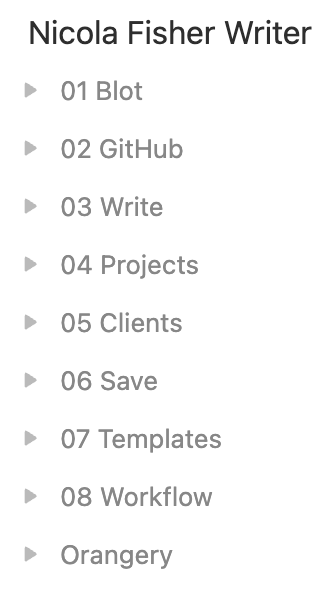 Nicola Fisher Writer
01 Blot
02 GitHub
03 Write
04 Projects
05 Clients
06 Save
07 Templates
08 Workflow
Orangery